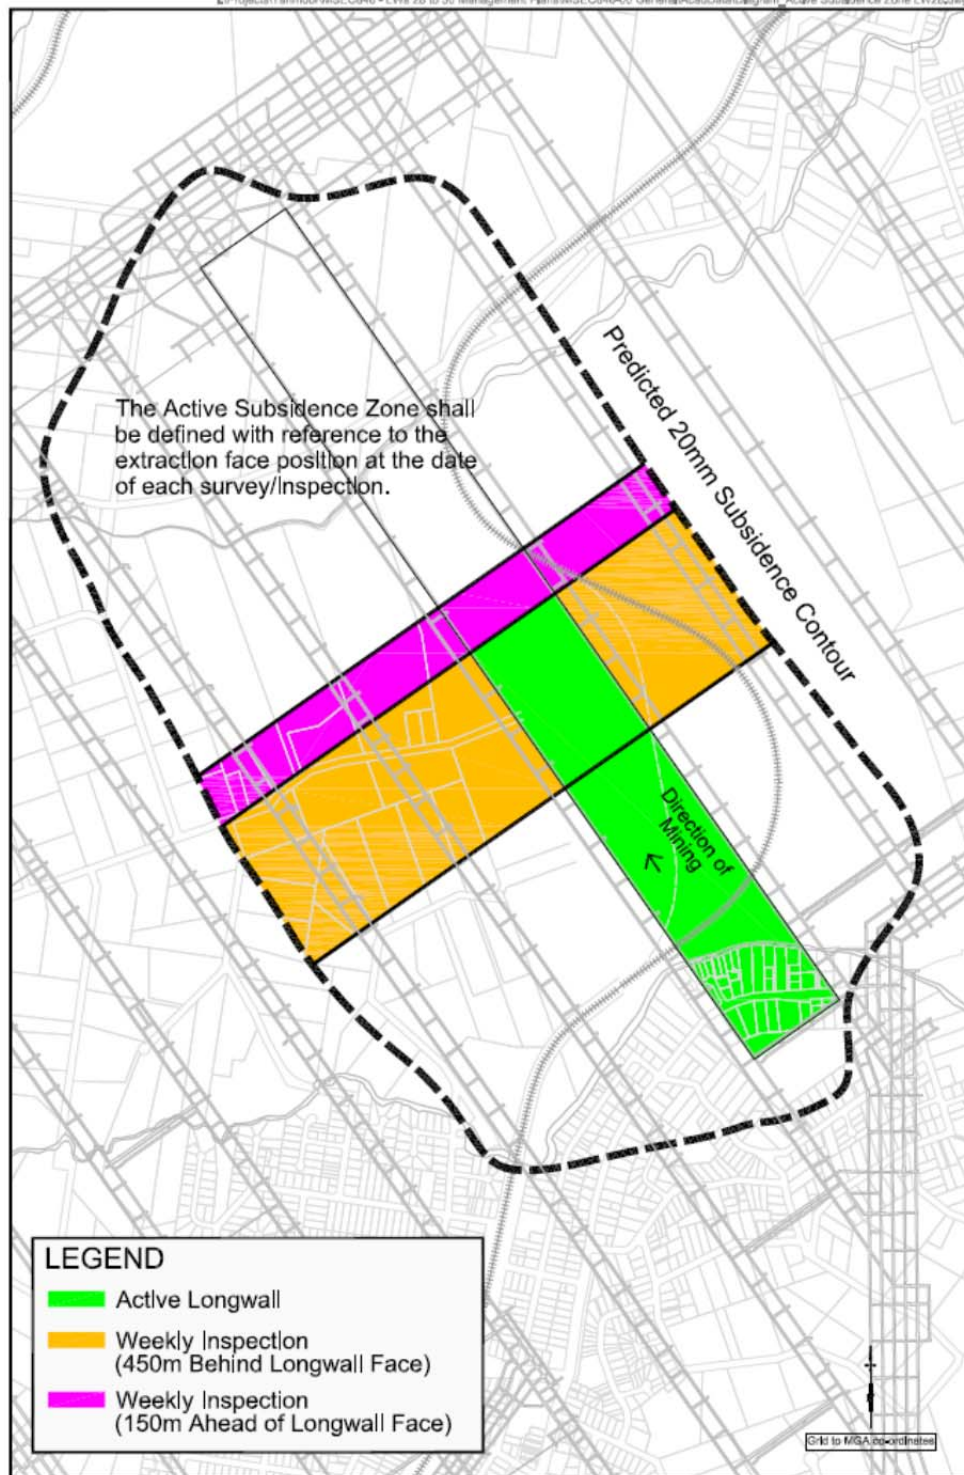 The Active Subsidence Zone shall
be defined with reference to the
extraction face position at the date
of each survey/Inspection.
Predicted 20mm Subsidence Contour
Direction of
Mining
LEGEND
Active Longwall
Weekly Inspection
(450m Behind Longwall Face)
Weekly Inspection
(150m Ahead of Longwall Face)
Grid to MGA co-ordinates